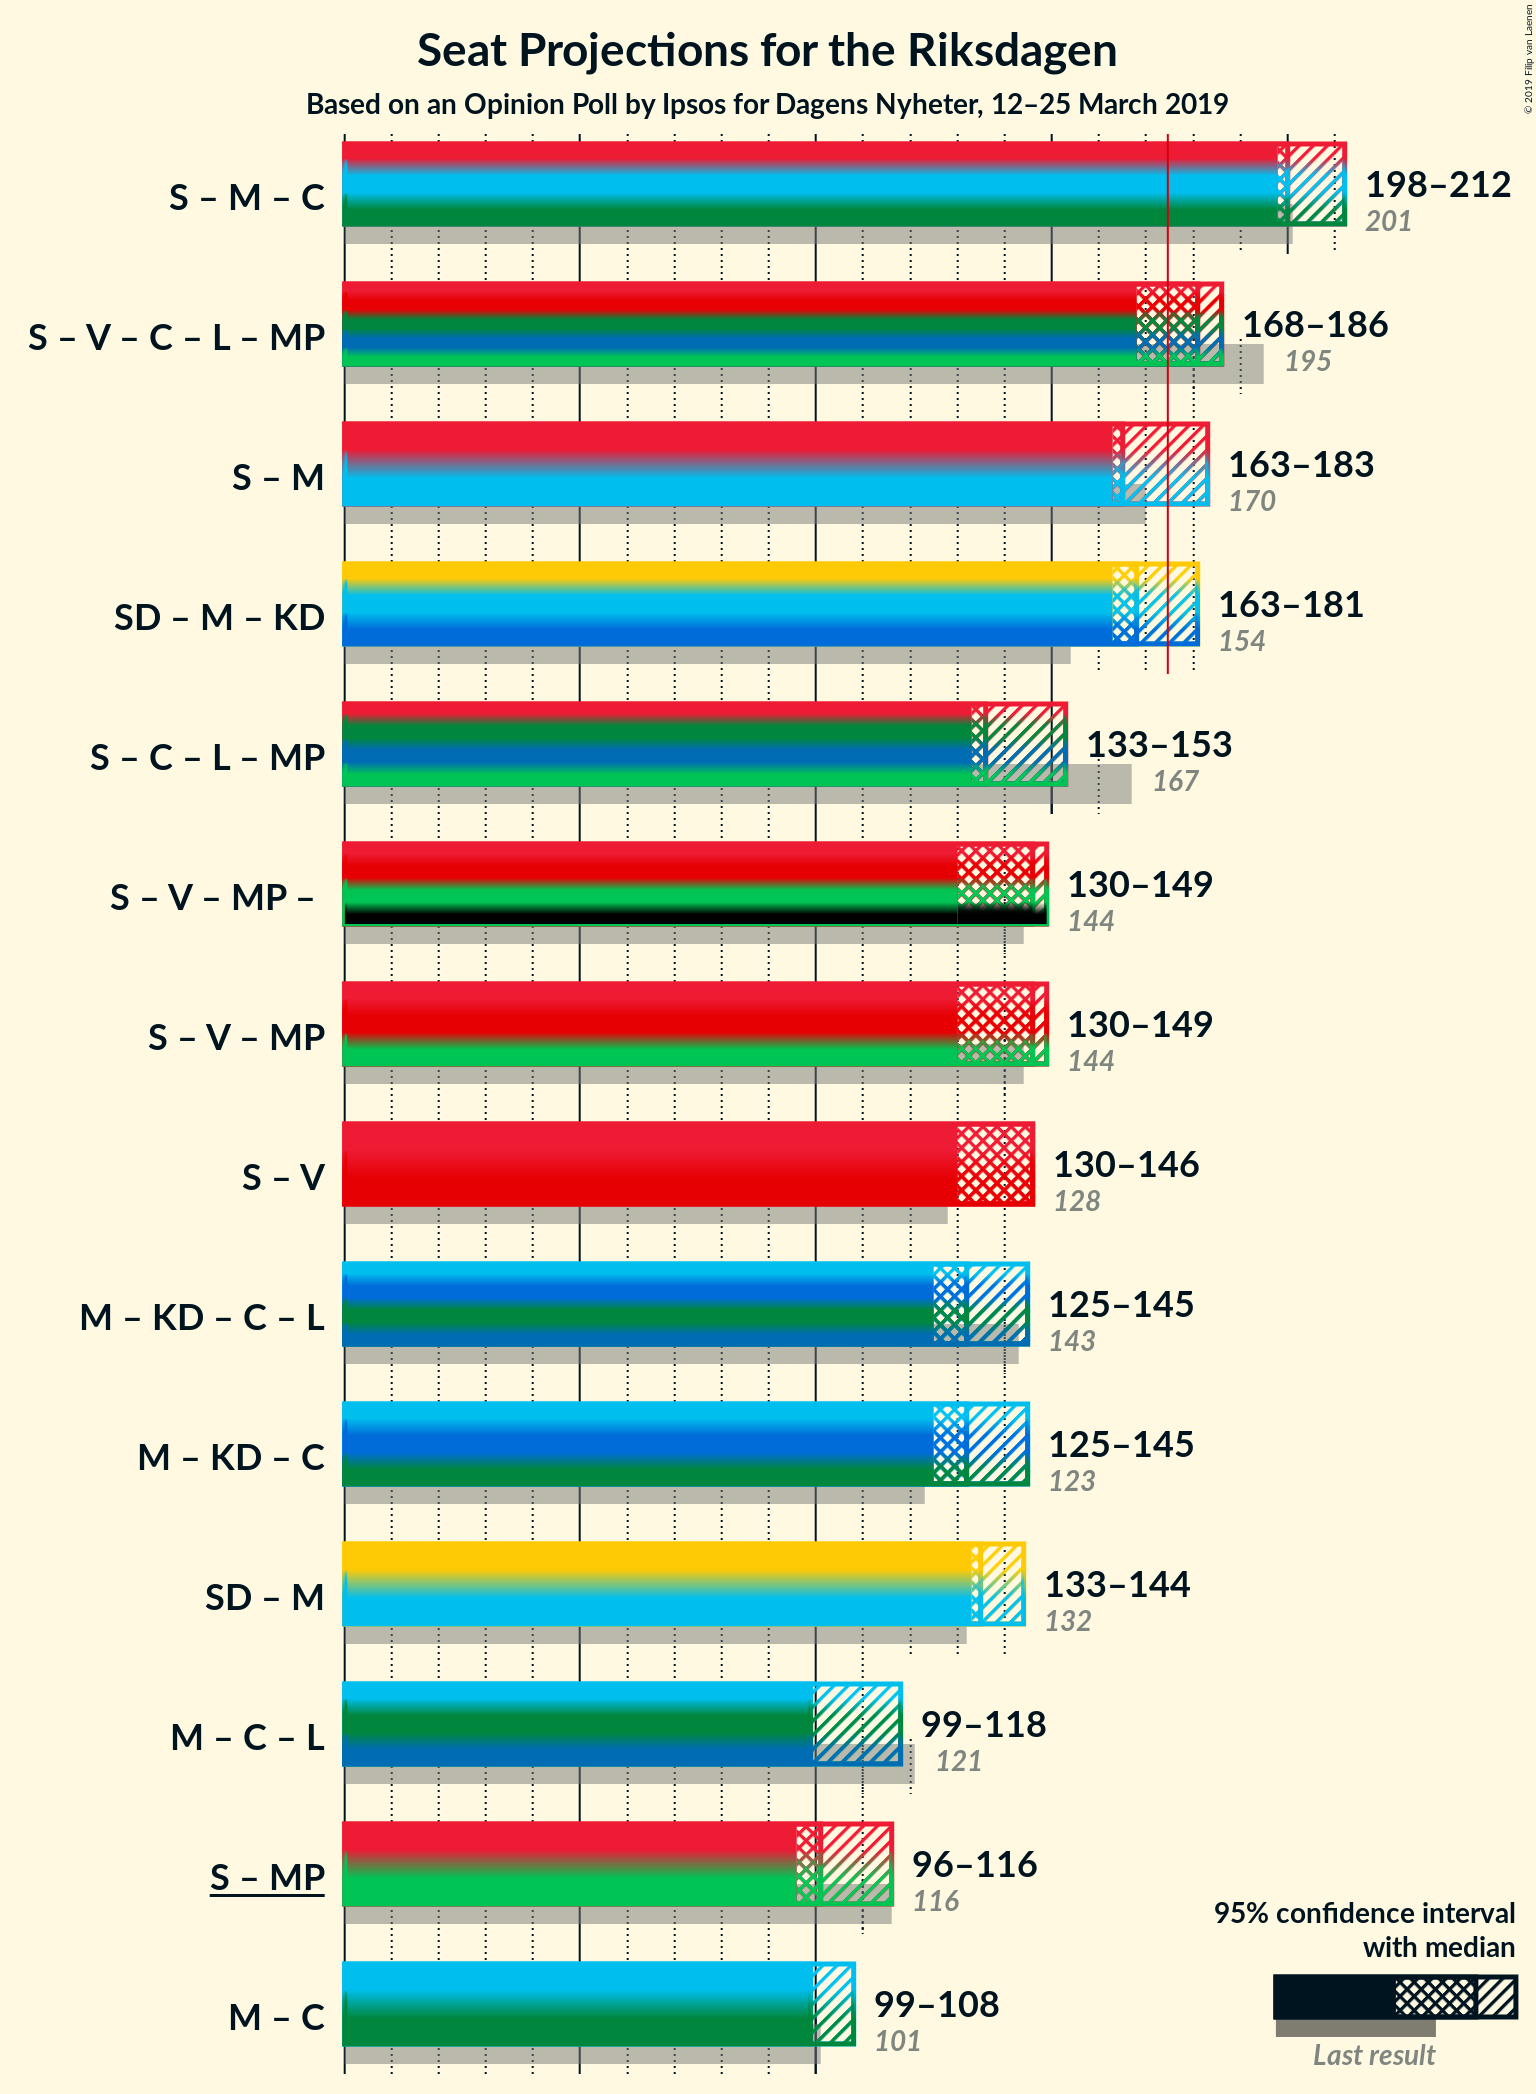 Seat Projections for the Riksdagen
Based on an Opinion Poll by Ipsos for Dagens Nyheter, 12–25 March 2019
© 2019 Filip van Laenen
S – M – C
198–212
201
S – V – C – L – MP
168–186
195
S – M
163–183
170
SD – M – KD
163–181
154
S – C – L – MP
133–153
167
S – V – MP –
130–149
144
S – V – MP
130–149
144
S – V
130–146
128
M – KD – C – L
125–145
143
M – KD – C
125–145
123
SD – M
133–144
132
M – C – L
99–118
121
S – MP
96–116
116
M – C
99–108
101
95% confidence interval
with median
Last result